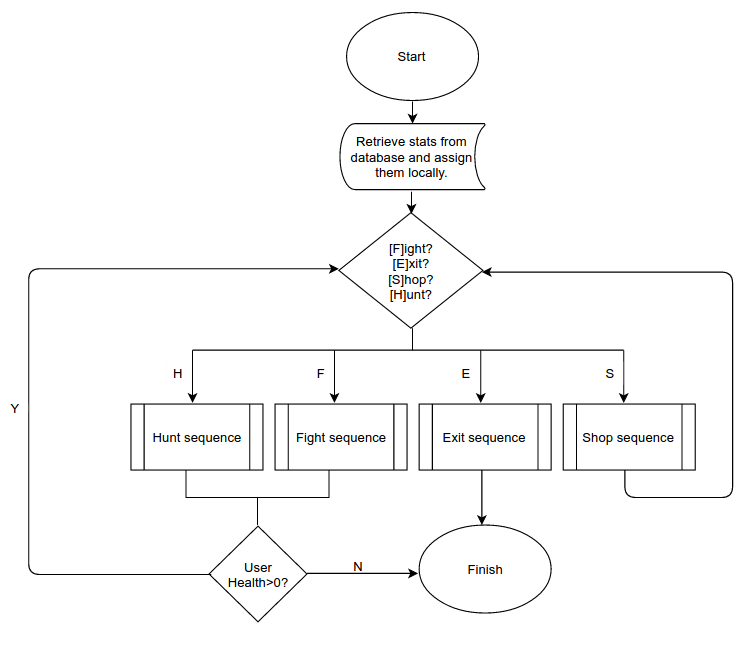 Start
Retrieve stats from
database and assign
them locally.
[F]ight?
[E]xit?
[S]hop?
[H]unt?
H
F
E
S
Y
Hunt sequence
Fight sequence
Exit sequence
Shop sequence
User
Health>0?
N
Finish